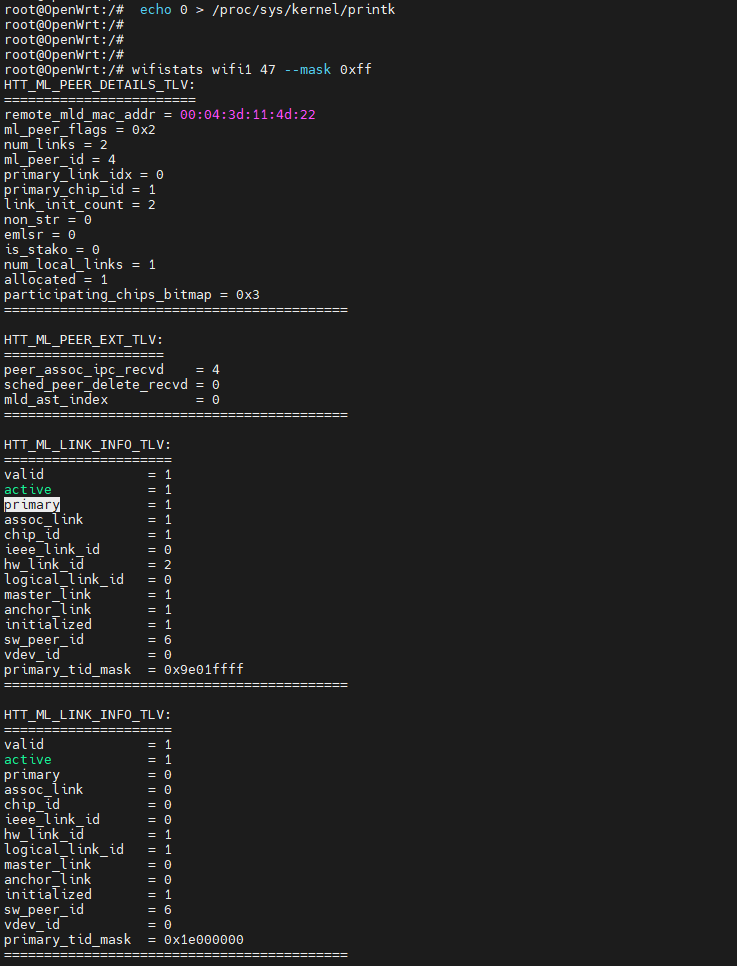 root@OpenWrt:/#  echo 0 > /proc/sys/kernel/printk
root@OpenWrt:/#
root@OpenWrt:/#
root@OpenWrt:/#
root@OpenWrt:/# wifistats wifi1 47 --mask 0xff
HTT_ML_PEER_DETAILS_TLV:
========================
remote_mld_mac_addr = 00:04:3d:11:4d:22
ml_peer_flags = 0x2
num_links = 2
ml_peer_id = 4
primary_link_idx = 0
primary_chip_id = 1
link_init_count = 2
non_str = 0
emlsr = 0
is_stako = 0
num_local_links = 1
allocated = 1
participating_chips_bitmap = 0x3
===========================================

HTT_ML_PEER_EXT_TLV:
====================
peer_assoc_ipc_recvd    = 4
sched_peer_delete_recvd = 0
mld_ast_index           = 0
===========================================

HTT_ML_LINK_INFO_TLV:
=====================
valid             = 1
active            = 1
primary           = 1
assoc_link        = 1
chip_id           = 1
ieee_link_id      = 0
hw_link_id        = 2
logical_link_id   = 0
master_link       = 1
anchor_link       = 1
initialized       = 1
sw_peer_id        = 6
vdev_id           = 0
primary_tid_mask  = 0x9e01ffff
===========================================

HTT_ML_LINK_INFO_TLV:
=====================
valid             = 1
active            = 1
primary           = 0
assoc_link        = 0
chip_id           = 0
ieee_link_id      = 0
hw_link_id        = 1
logical_link_id   = 1
master_link       = 0
anchor_link       = 0
initialized       = 1
sw_peer_id        = 6
vdev_id           = 0
primary_tid_mask  = 0x1e000000
===========================================